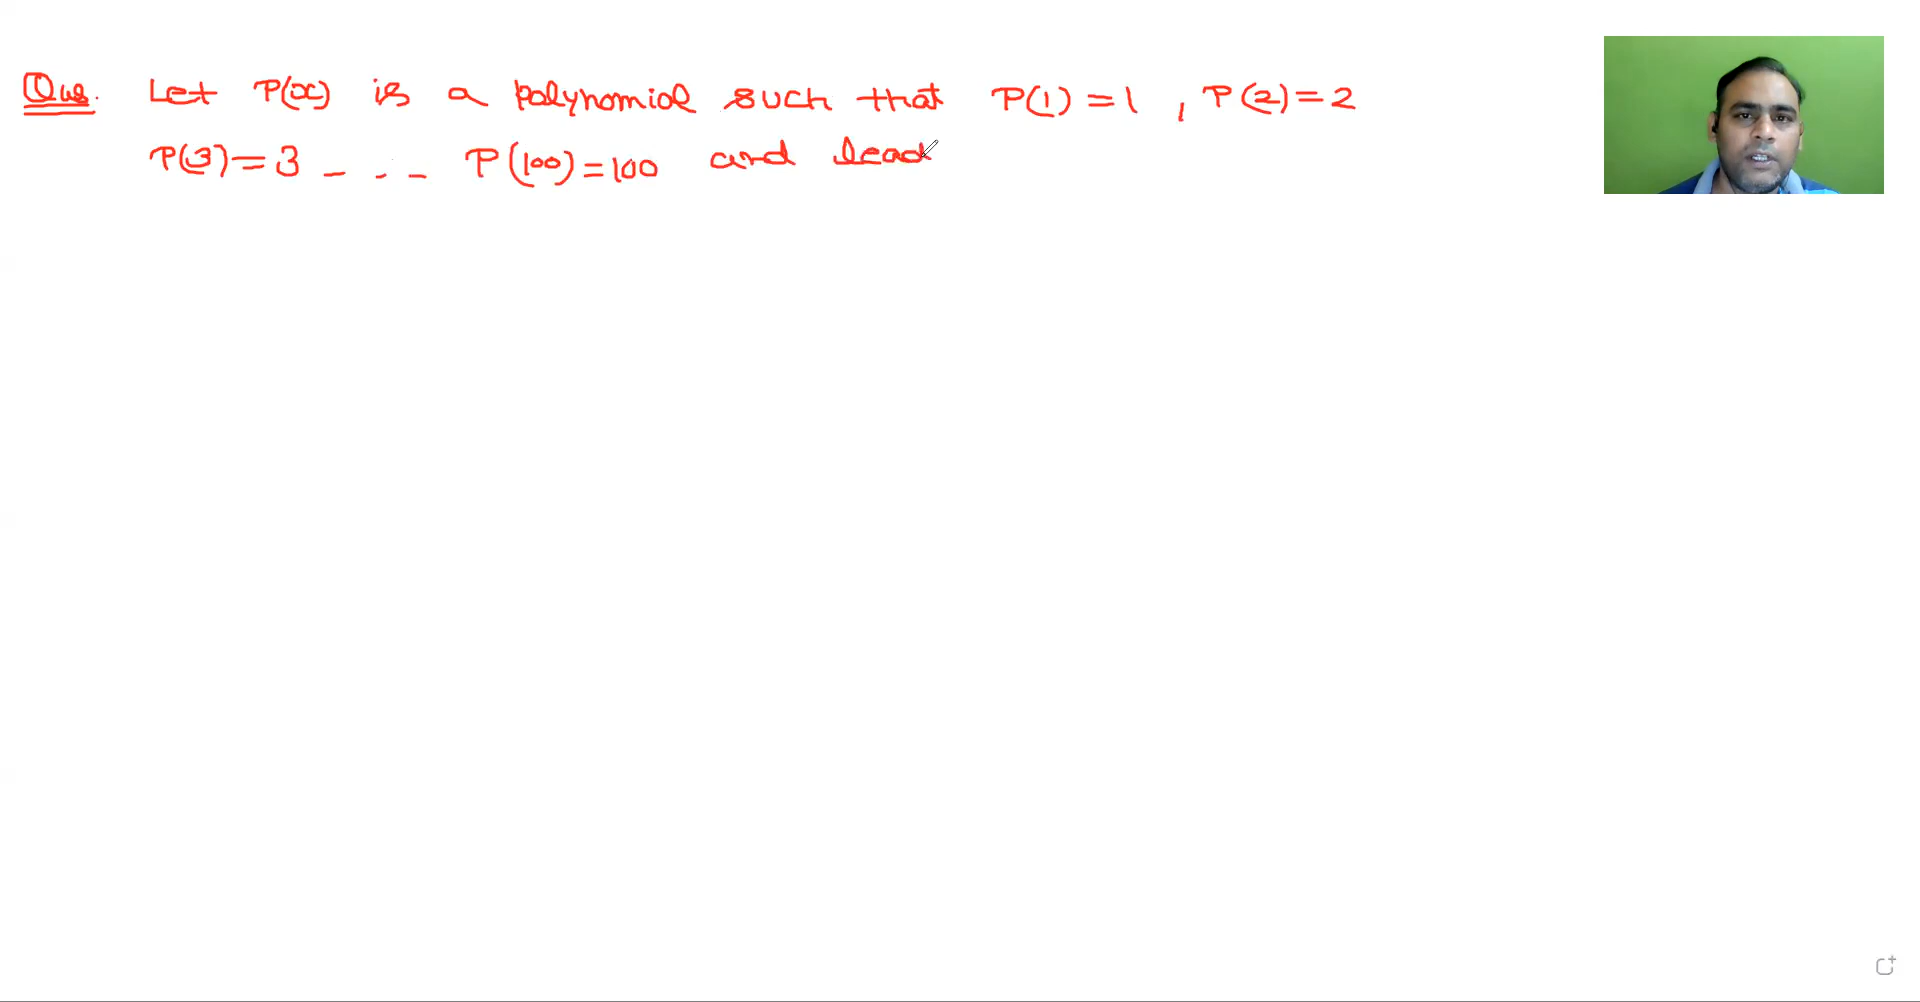 Que. Let P(x) is a polynomial such that P(1) = 1 , P(2) = 2
P(3) = 3 - . . - P(100) = 100 and lead